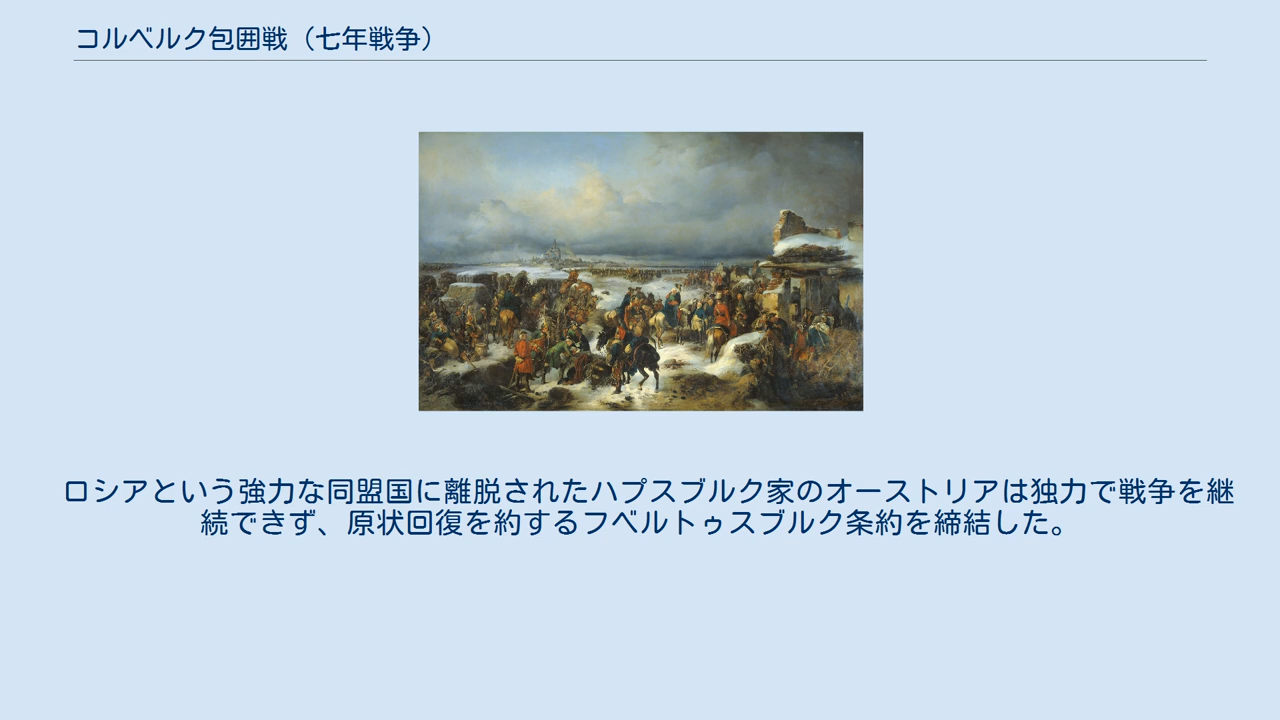 コルベルク包囲戦（七年戦争）
ロシアという強力な同盟国に離脱されたハプスブルク家のオーストリアは独力で戦争を継
続できず、原状回復を約するフベルトゥスブルク条約を締結した。